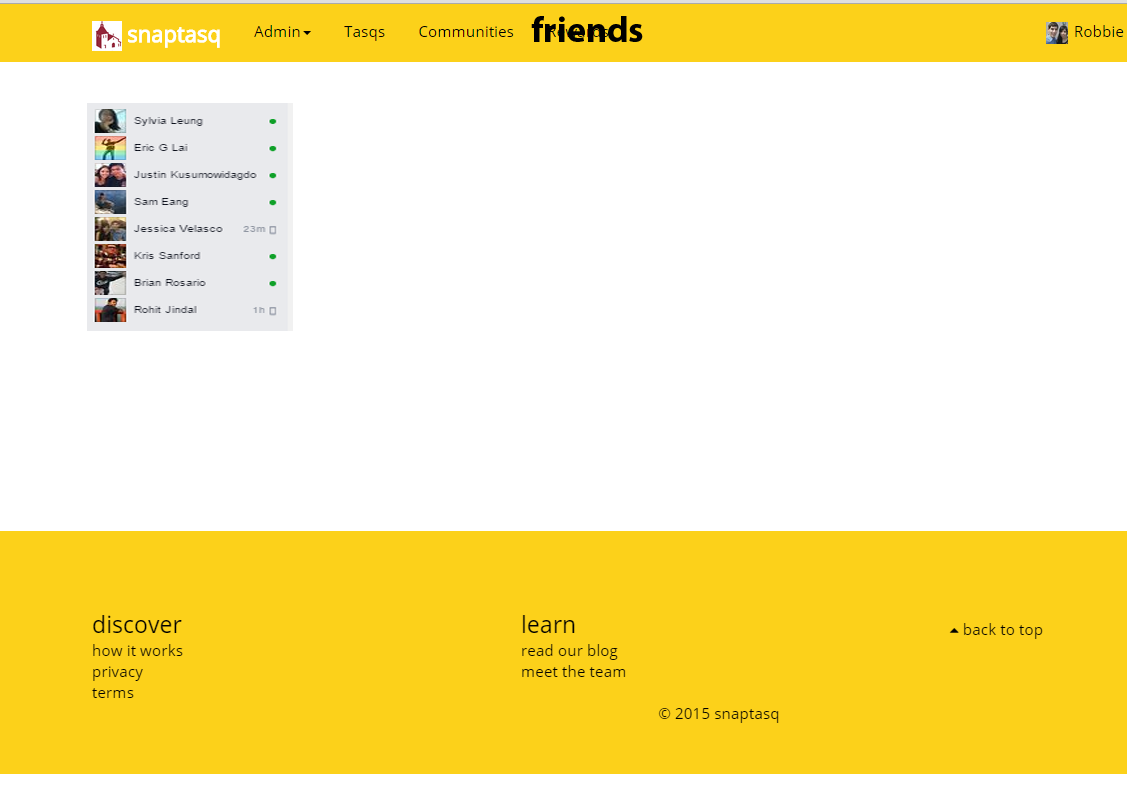 snaptasq Admin Tasqs Communities Rewards Robbie
friends
Sylvia Leung
Eric G Lai
Justin Kusumowidagdo
Sam Eang
Jessica Velasco 23m
Kris Sanford
Brian Rosario
Rohit Jindal 1h
discover
how it works
privacy
terms
learn
read our blog
meet the team
back to top
© 2015 snaptasq